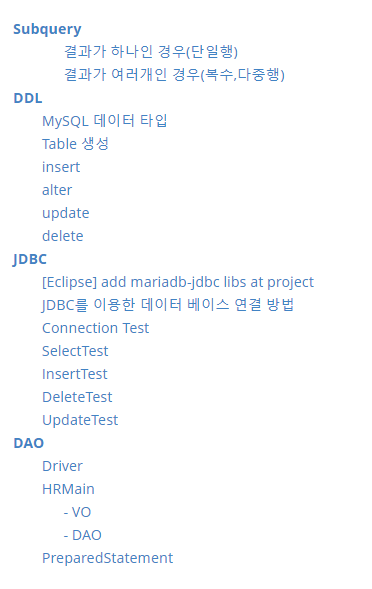 Subquery
결과가 하나인 경우(단일행)
결과가 여러개인 경우(복수,다중행)
DDL
MySQL 데이터 타입
Table 생성
insert
alter
update
delete
JDBC
[Eclipse] add mariadb-jdbc libs at project
JDBC를 이용한 데이터 베이스 연결 방법
Connection Test
SelectTest
InsertTest
DeleteTest
UpdateTest
DAO
Driver
HRMain
- VO
- DAO
PreparedStatement